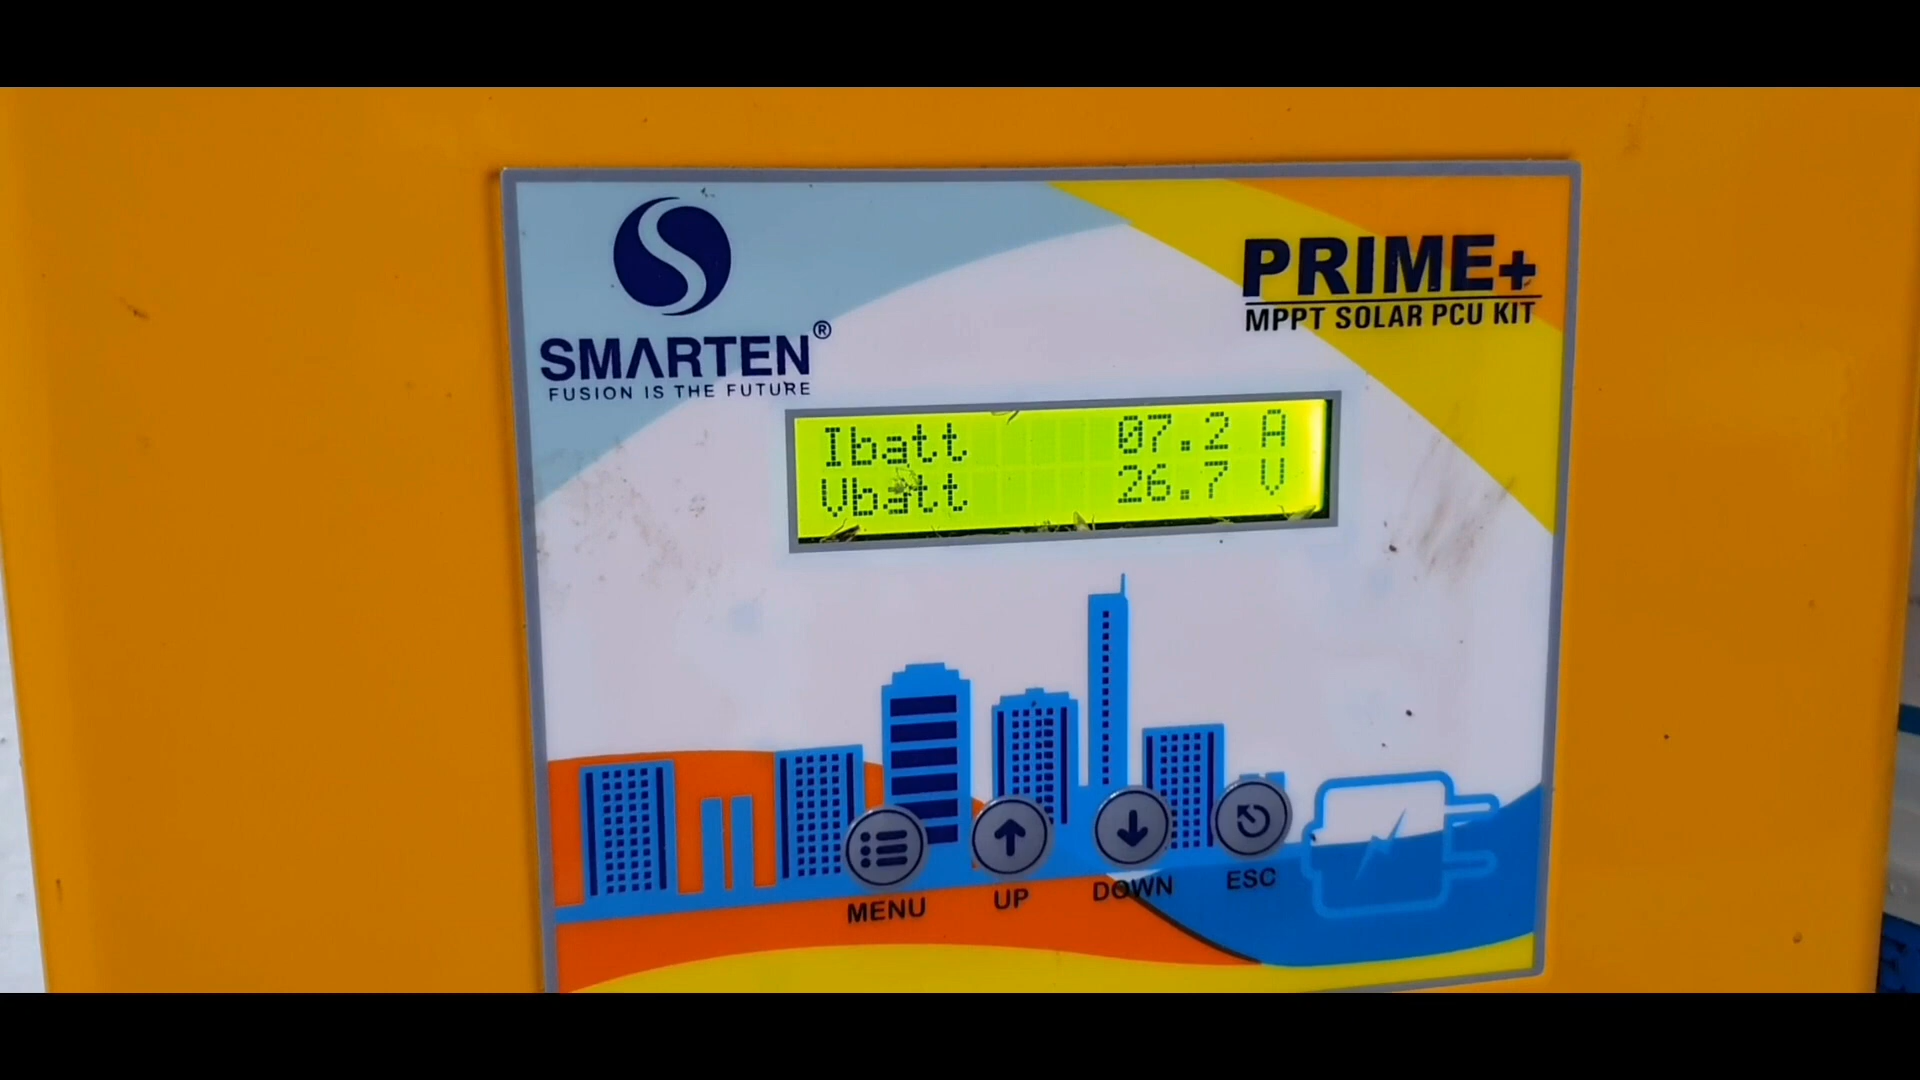 SMARTEN®
FUSION IS THE FUTURE
PRIME+
MPPT SOLAR PCU KIT
Ibatt 07.2 A
Vbatt 26.7 V
MENU
UP
DOWN
ESC